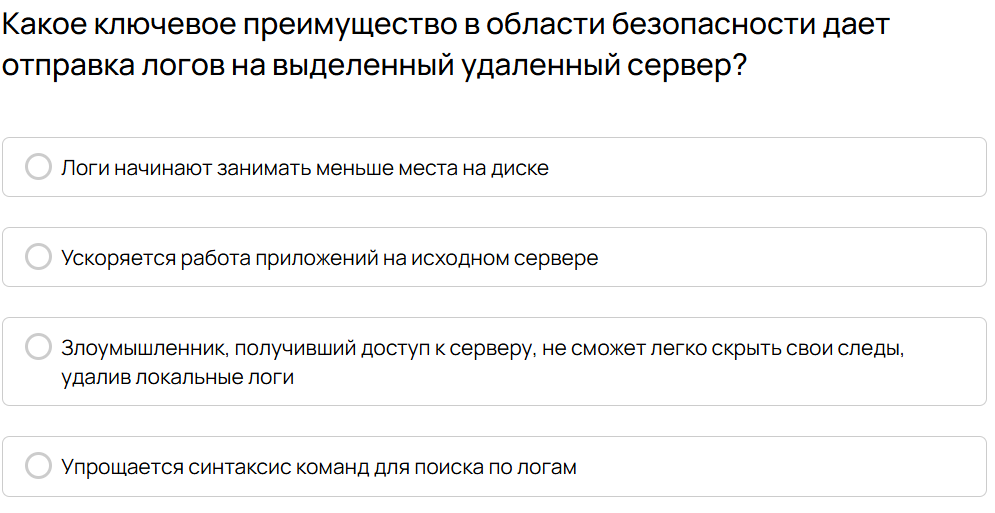 Какое ключевое преимущество в области безопасности дает
отправка логов на выделенный удаленный сервер?
Логи начинают занимать меньше места на диске
Ускоряется работа приложений на исходном сервере
Злоумышленник, получивший доступ к серверу, не сможет легко скрыть свои следы,
удалив локальные логи
Упрощается синтаксис команд для поиска по логам